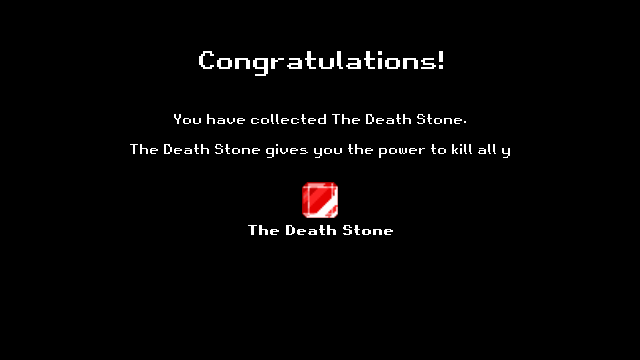 Congratulations!
You have collected The Death Stone.
The Death Stone gives you the power to kill all y
The Death Stone